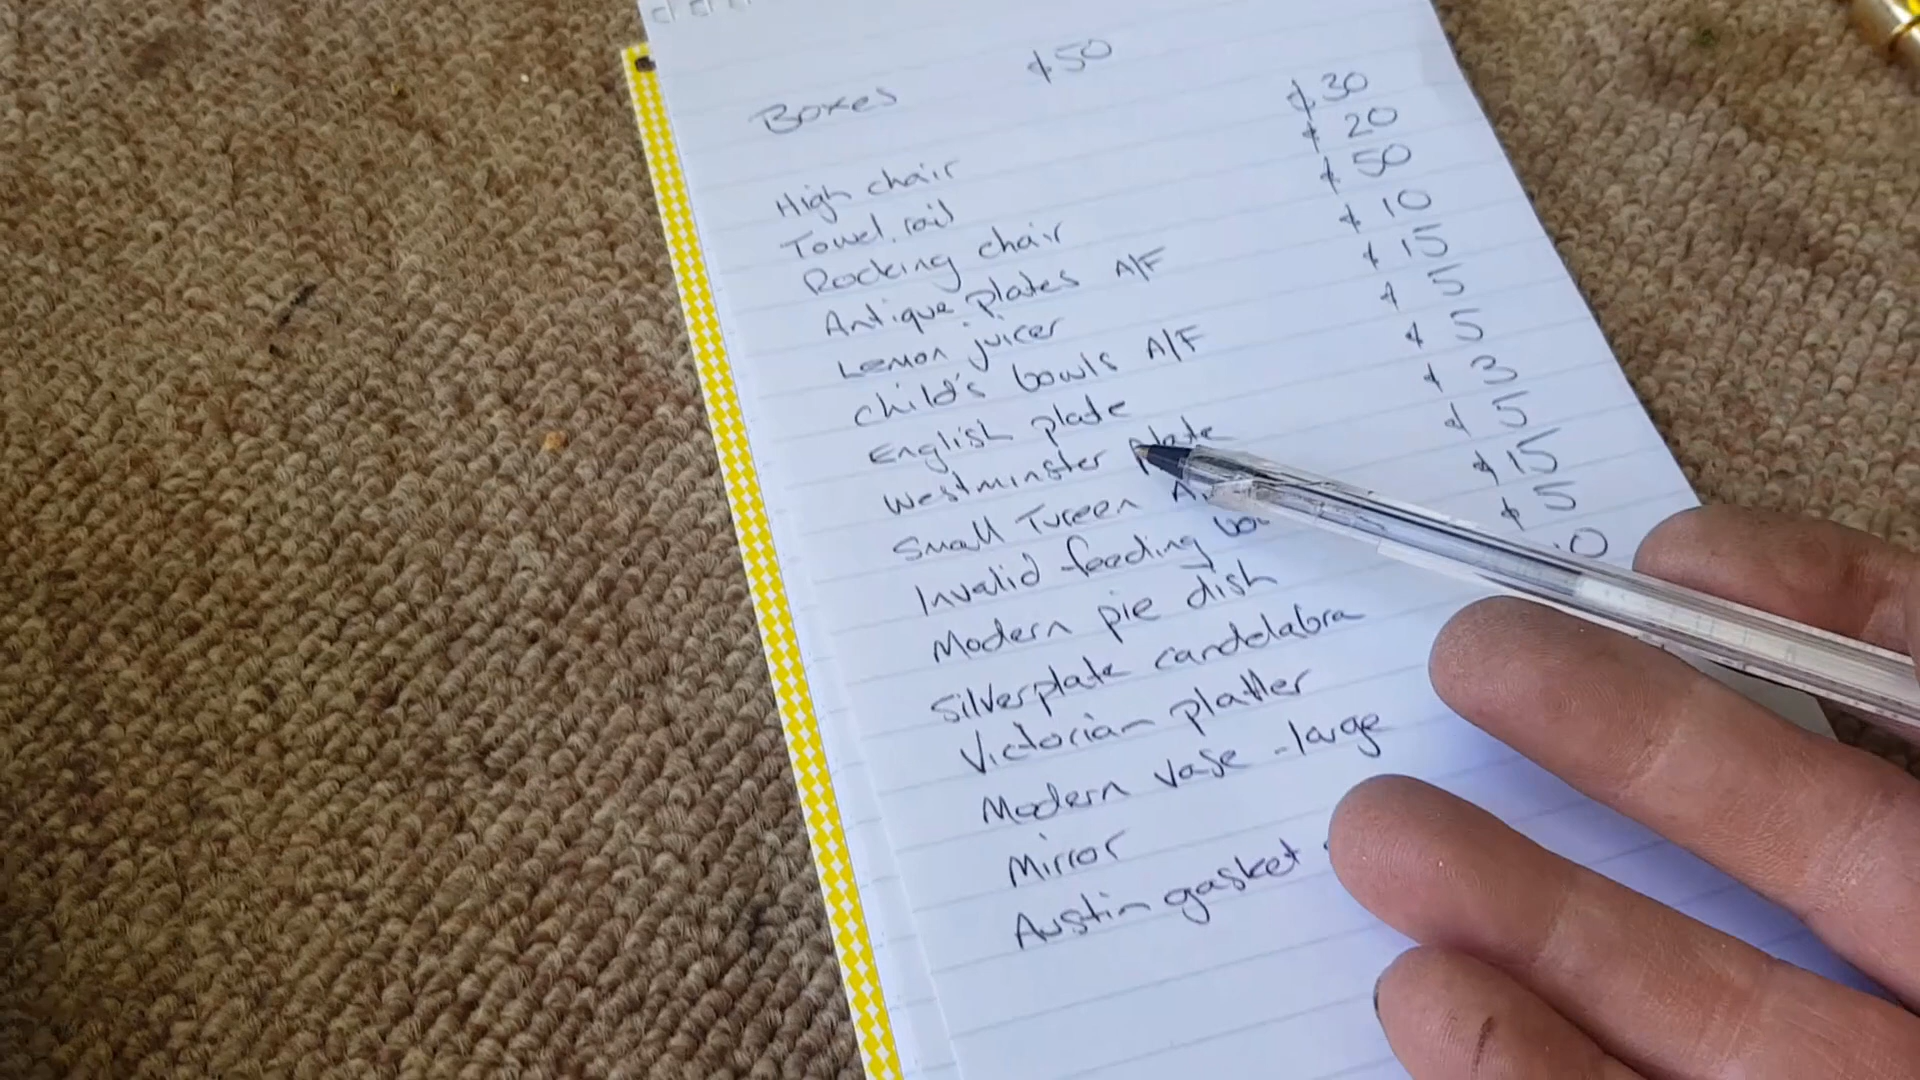 Boxes $50
High chair $30
Towel rail $20
Rocking chair $50
Antique plates A/F $10
Lemon juicer $15
Child's bowls A/F $5
English plate $5
Westminster Plate $3
Small Tureen $5
Invalid feeding $15
Modern pie dish $5
Silverplate candelabra
Victorian platter
Modern vase - large
Mirror
Austin gasket